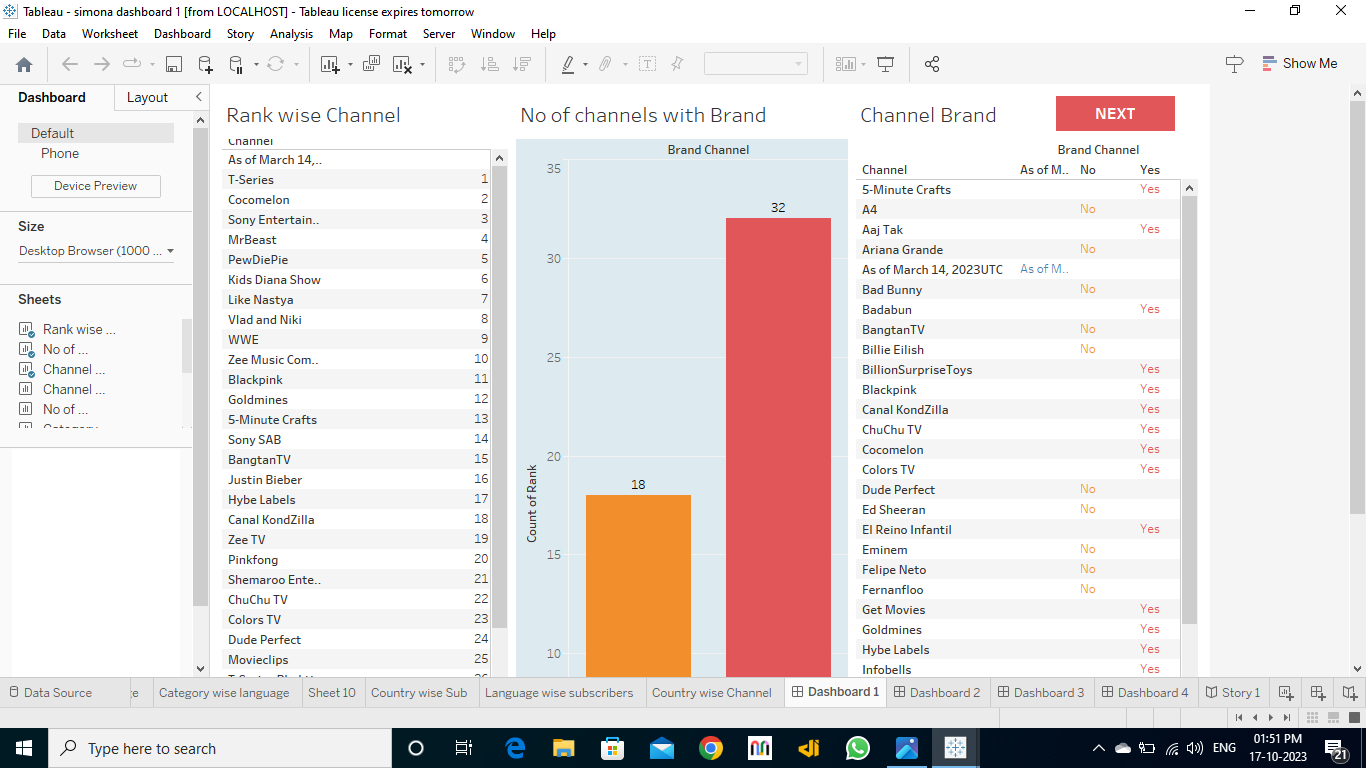 Tableau - simona dashboard 1 [from LOCALHOST] - Tableau license expires tomorrow
File Data Worksheet Dashboard Story Analysis Map Format Server Window Help
Show Me
Dashboard Layout
Default
Phone
Device Preview
Size
Desktop Browser (1000 ...
Sheets
Rank wise ...
No of ...
Channel ...
Channel ...
No of ...
Rank wise Channel
Channel
As of March 14,..
T-Series 1
Cocomelon 2
Sony Entertain.. 3
MrBeast 4
PewDiePie 5
Kids Diana Show 6
Like Nastya 7
Vlad and Niki 8
WWE 9
Zee Music Com.. 10
Blackpink 11
Goldmines 12
5-Minute Crafts 13
Sony SAB 14
BangtanTV 15
Justin Bieber 16
Hybe Labels 17
Canal KondZilla 18
Zee TV 19
Pinkfong 20
Shemaroo Ente.. 21
ChuChu TV 22
Colors TV 23
Dude Perfect 24
Movieclips 25
No of channels with Brand
Brand Channel
35
32
30
25
20
18
15
10
Count of Rank
Channel Brand
NEXT
Brand Channel
Channel As of M.. No Yes
5-Minute Crafts Yes
A4 No
Aaj Tak Yes
Ariana Grande No
As of March 14, 2023UTC As of M..
Bad Bunny No
Badabun Yes
BangtanTV No
Billie Eilish No
BillionSurpriseToys Yes
Blackpink Yes
Canal KondZilla Yes
ChuChu TV Yes
Cocomelon Yes
Colors TV Yes
Dude Perfect No
Ed Sheeran No
El Reino Infantil Yes
Eminem No
Felipe Neto No
Fernanfloo No
Get Movies Yes
Goldmines Yes
Hybe Labels Yes
Infobells Yes
Data Source Category wise language Sheet 10 Country wise Sub Language wise subscribers Country wise Channel Dashboard 1 Dashboard 2 Dashboard 3 Dashboard 4 Story 1
Type here to search
ENG
01:51 PM
17-10-2023
21